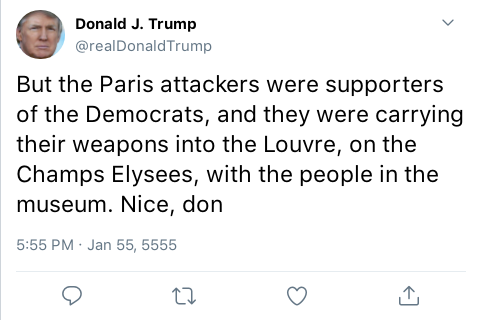 Donald J. Trump
@realDonaldTrump
But the Paris attackers were supporters
of the Democrats, and they were carrying
their weapons into the Louvre, on the
Champs Elysees, with the people in the
museum. Nice, don
5:55 PM · Jan 55, 5555